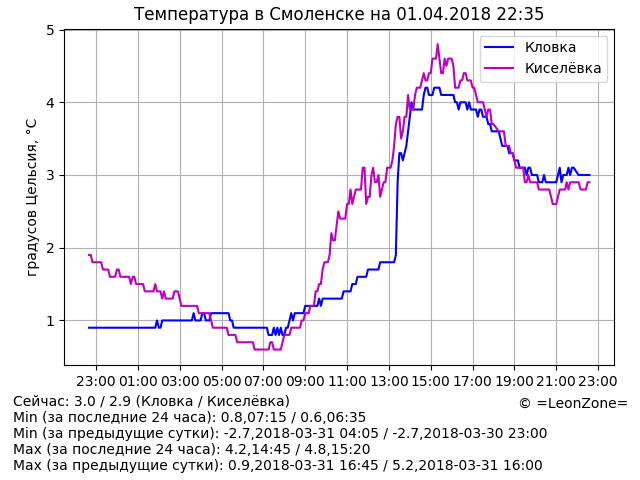 Температура в Смоленске на 01.04.2018 22:35
градусов Цельсия, °C
5
4
3
2
1
Кловка
Киселёвка
23:00 01:00 03:00 05:00 07:00 09:00 11:00 13:00 15:00 17:00 19:00 21:00 23:00
Сейчас: 3.0 / 2.9 (Кловка / Киселёвка)
© =LeonZone=
Min (за последние 24 часа): 0.8,07:15 / 0.6,06:35
Min (за предыдущие сутки): -2.7,2018-03-31 04:05 / -2.7,2018-03-30 23:00
Max (за последние 24 часа): 4.2,14:45 / 4.8,15:20
Max (за предыдущие сутки): 0.9,2018-03-31 16:45 / 5.2,2018-03-31 16:00